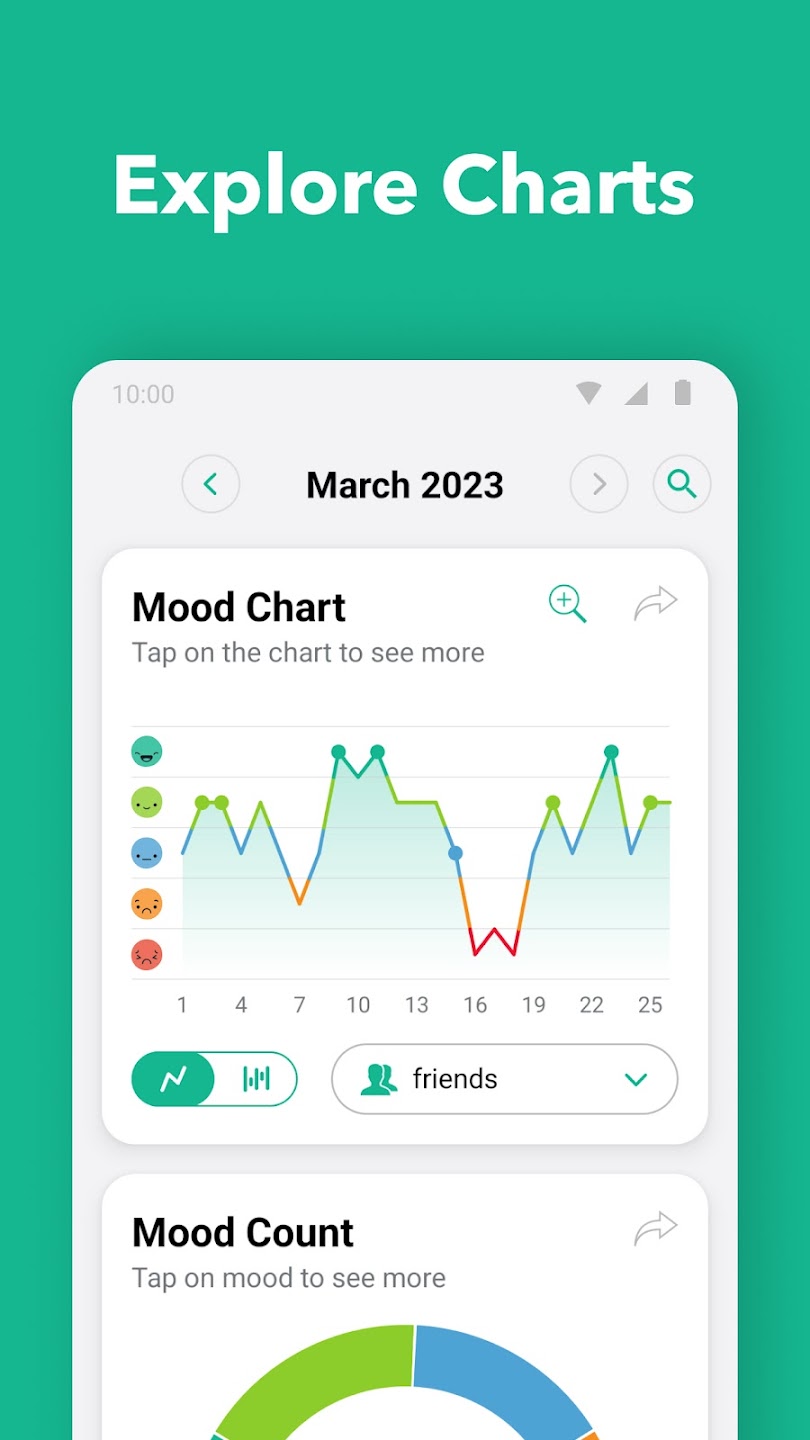 Explore Charts
10:00
March 2023
Mood Chart
Tap on the chart to see more
1 4 7 10 13 16 19 22 25
friends
Mood Count
Tap on mood to see more